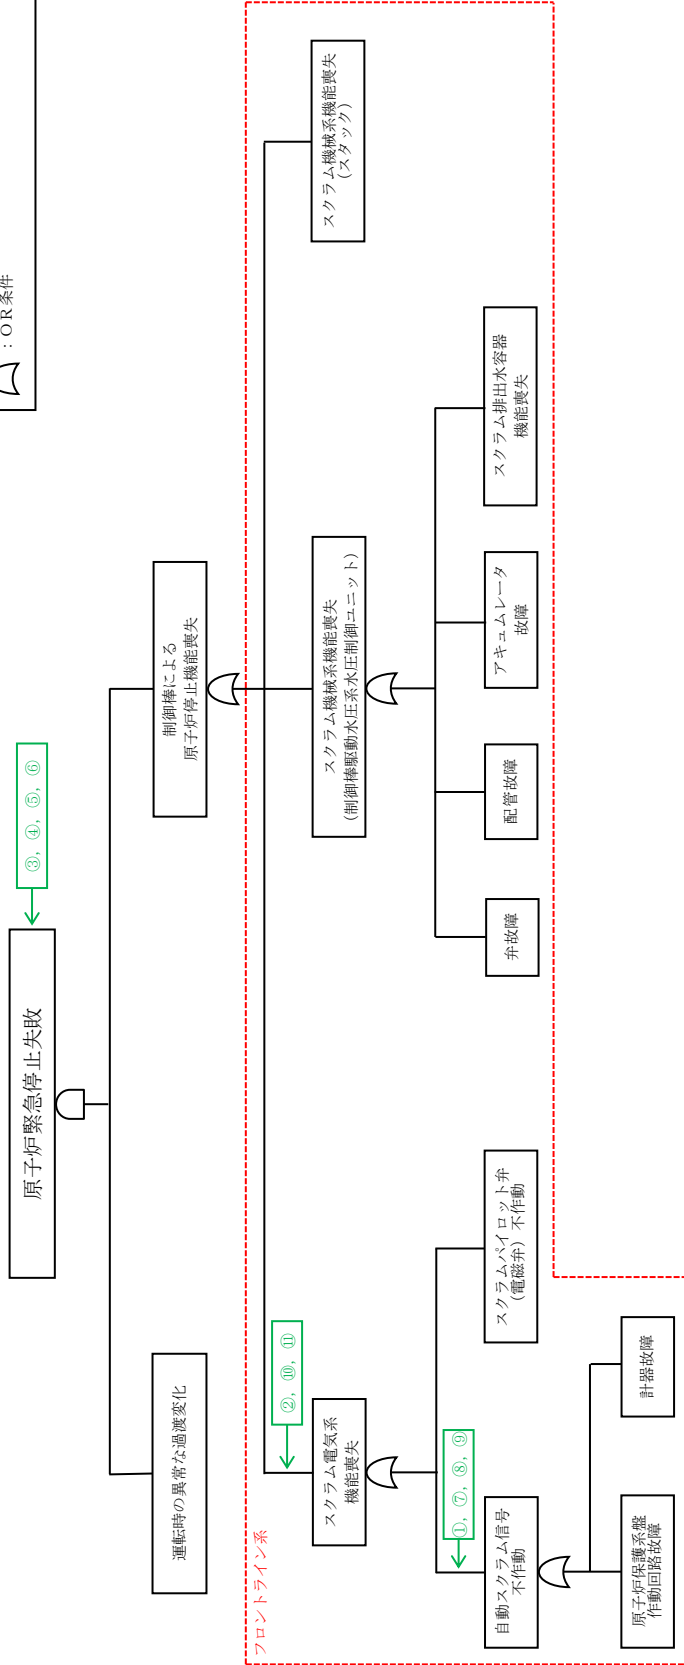 ：ＯＲ条件
③，④，⑤，⑥
原子炉緊急停止失敗
制御棒による
原子炉停止機能喪失
運転時の異常な過渡変化
フロントライン系
②，⑩，⑪
スクラム電気系
機能喪失
スクラム機械系機能喪失
（制御棒駆動水圧系水圧制御ユニット）
スクラム機械系機能喪失
（スタック）
①，⑦，⑧，⑨
自動スクラム信号
不作動
スクラムパイロット弁
（電磁弁）不作動
弁故障
配管故障
アキュムレータ
故障
スクラム排出水容器
機能喪失
原子炉保護系盤
作動回路故障
計器故障